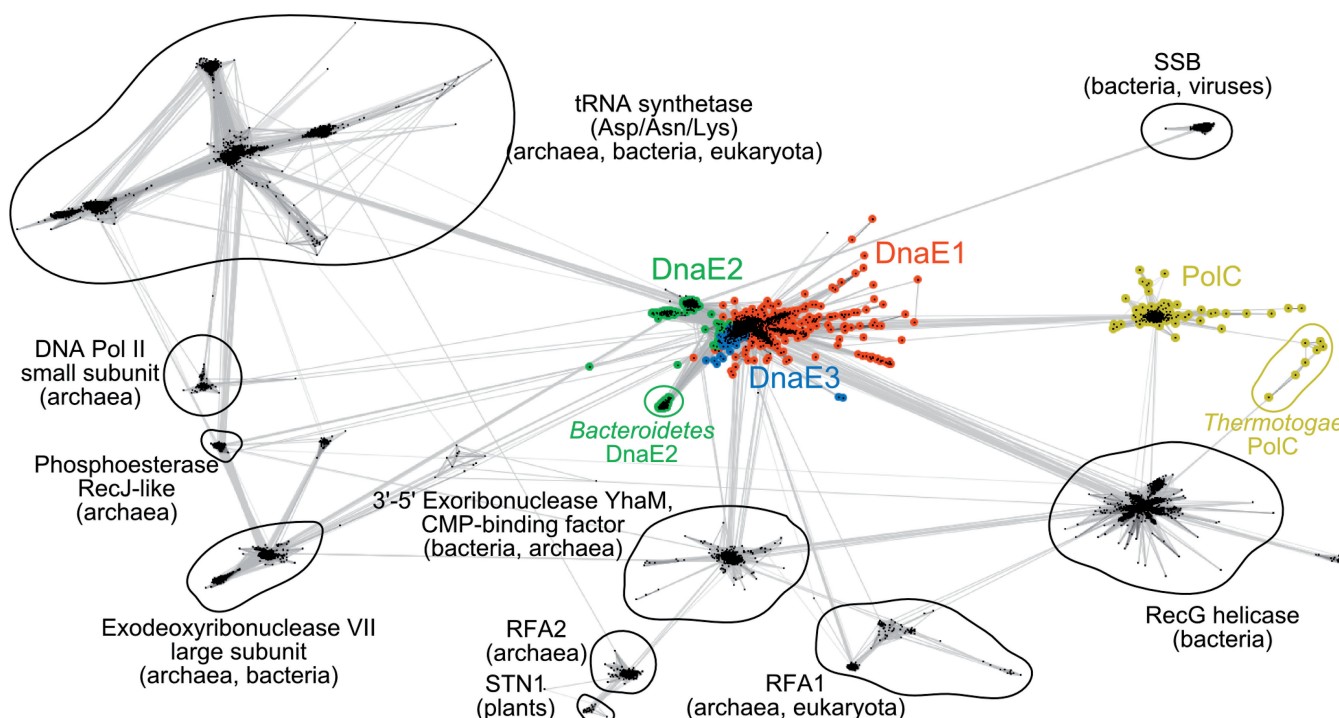 tRNA synthetase
(Asp/Asn/Lys)
(archaea, bacteria, eukaryota)
SSB
(bacteria, viruses)
DnaE2
DnaE1
PolC
DnaE3
DNA Pol II
small subunit
(archaea)
Bacteroidetes
DnaE2
Thermotogae
PolC
Phosphoesterase
RecJ-like
(archaea)
3'-5' Exoribonuclease YhaM,
CMP-binding factor
(bacteria, archaea)
Exodeoxyribonuclease VII
large subunit
(archaea, bacteria)
RFA2
(archaea)
STN1
(plants)
RFA1
(archaea, eukaryota)
RecG helicase
(bacteria)